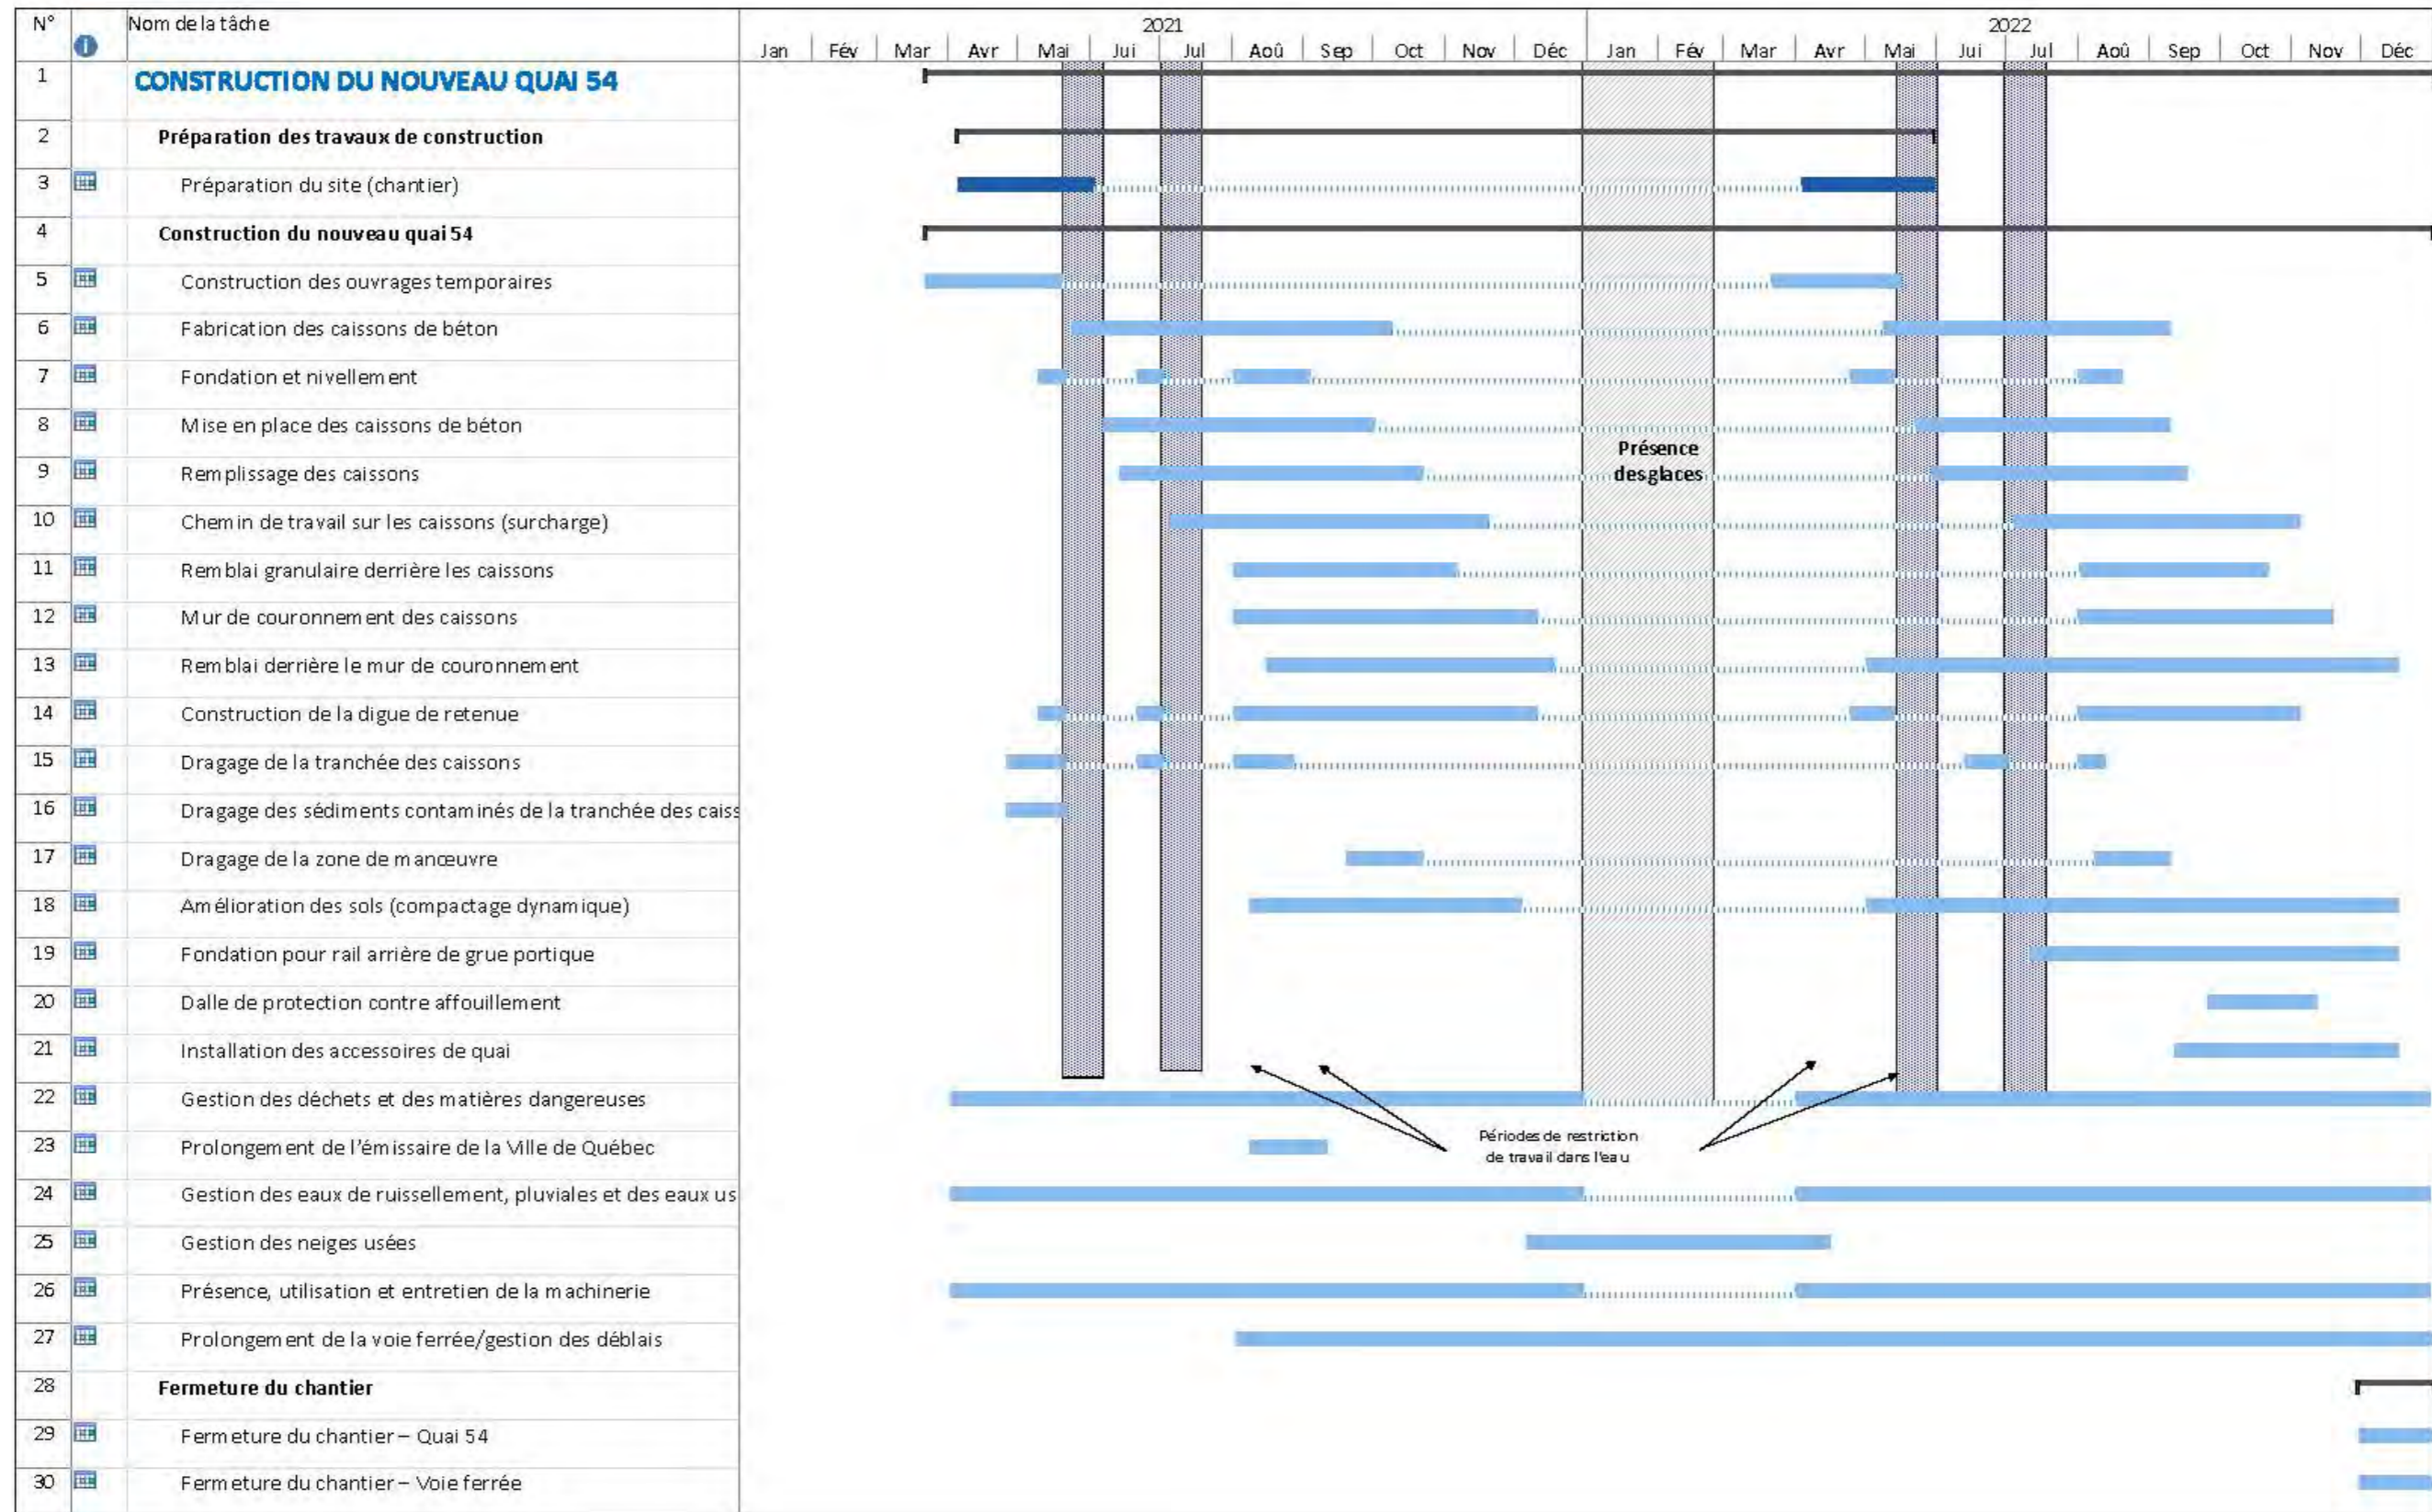 N° Nom de la tâche 2021 2022
Jan Fév Mar Avr Mai Jui Jul Aoû Sep Oct Nov Déc Jan Fév Mar Avr Mai Jui Jul Aoû Sep Oct Nov Déc
1 CONSTRUCTION DU NOUVEAU QUAI 54
2 Préparation des travaux de construction
3 Préparation du site (chantier)
4 Construction du nouveau quai 54
5 Construction des ouvrages temporaires
6 Fabrication des caissons de béton
7 Fondation et nivellement
8 Mise en place des caissons de béton
Présence
des glaces
9 Remplissage des caissons
10 Chemin de travail sur les caissons (surcharge)
11 Remblai granulaire derrière les caissons
12 Mur de couronnement des caissons
13 Remblai derrière le mur de couronnement
14 Construction de la digue de retenue
15 Dragage de la tranchée des caissons
16 Dragage des sédiments contaminés de la tranchée des caiss
17 Dragage de la zone de manœuvre
18 Amélioration des sols (compactage dynamique)
19 Fondation pour rail arrière de grue portique
20 Dalle de protection contre affouillement
21 Installation des accessoires de quai
22 Gestion des déchets et des matières dangereuses
Périodes de restriction
de travail dans l'eau
23 Prolongement de l'émissaire de la Ville de Québec
24 Gestion des eaux de ruissellement, pluviales et des eaux us
25 Gestion des neiges usées
26 Présence, utilisation et entretien de la machinerie
27 Prolongement de la voie ferrée/gestion des déblais
28 Fermeture du chantier
29 Fermeture du chantier – Quai 54
30 Fermeture du chantier – Voie ferrée